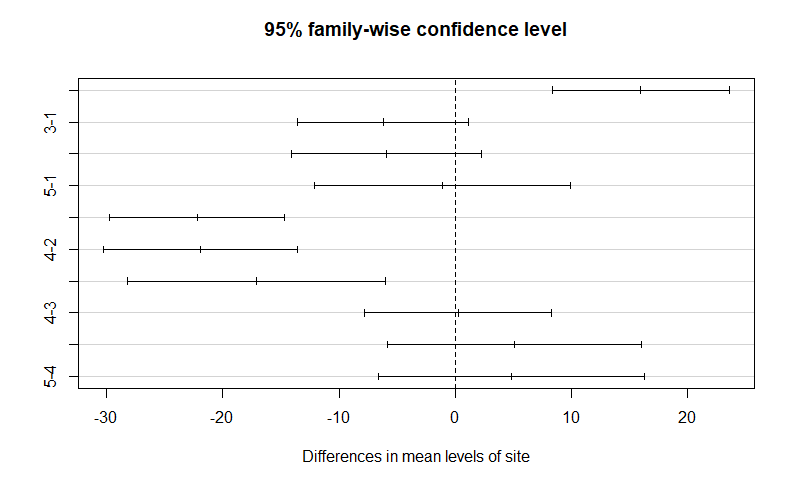 95% family-wise confidence level
3-1
5-1
4-2
4-3
5-4
-30 -20 -10 0 10 20
Differences in mean levels of site